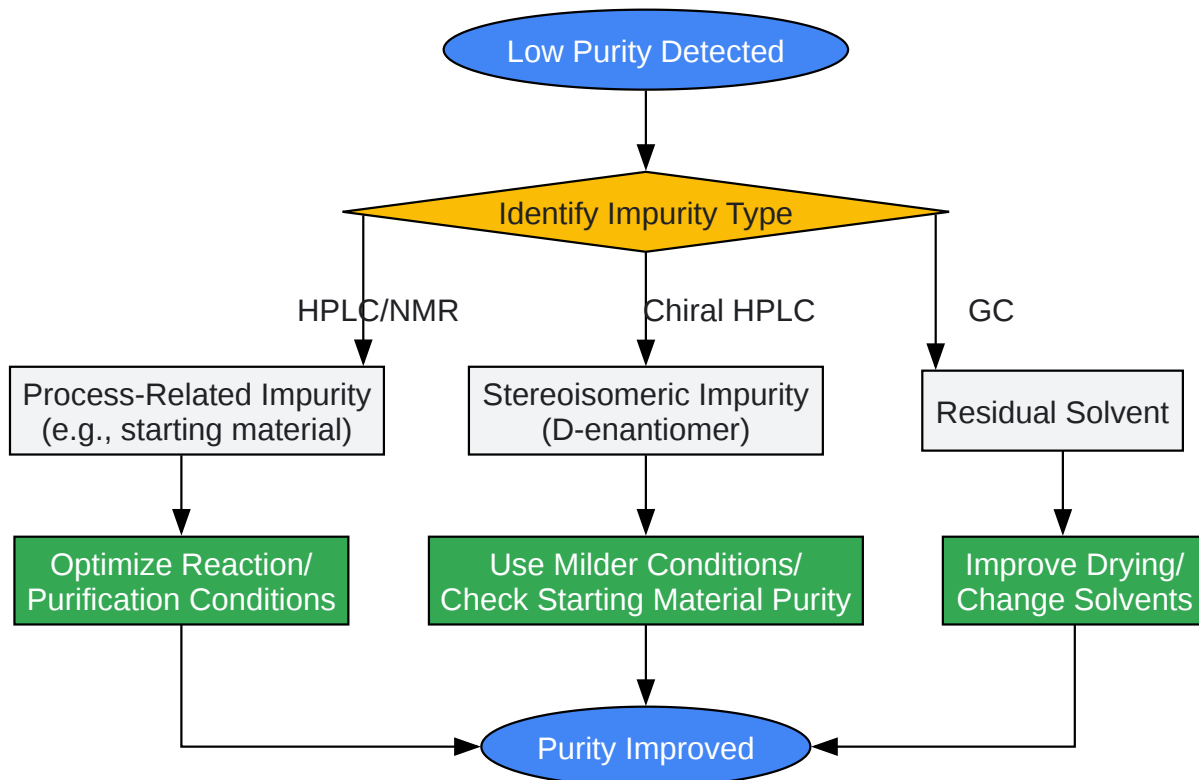 Low Purity Detected
Identify Impurity Type
HPLC/NMR
Chiral HPLC
GC
Process-Related Impurity
(e.g., starting material)
Stereoisomeric Impurity
(D-enantiomer)
Residual Solvent
Optimize Reaction/
Purification Conditions
Use Milder Conditions/
Check Starting Material Purity
Improve Drying/
Change Solvents
Purity Improved